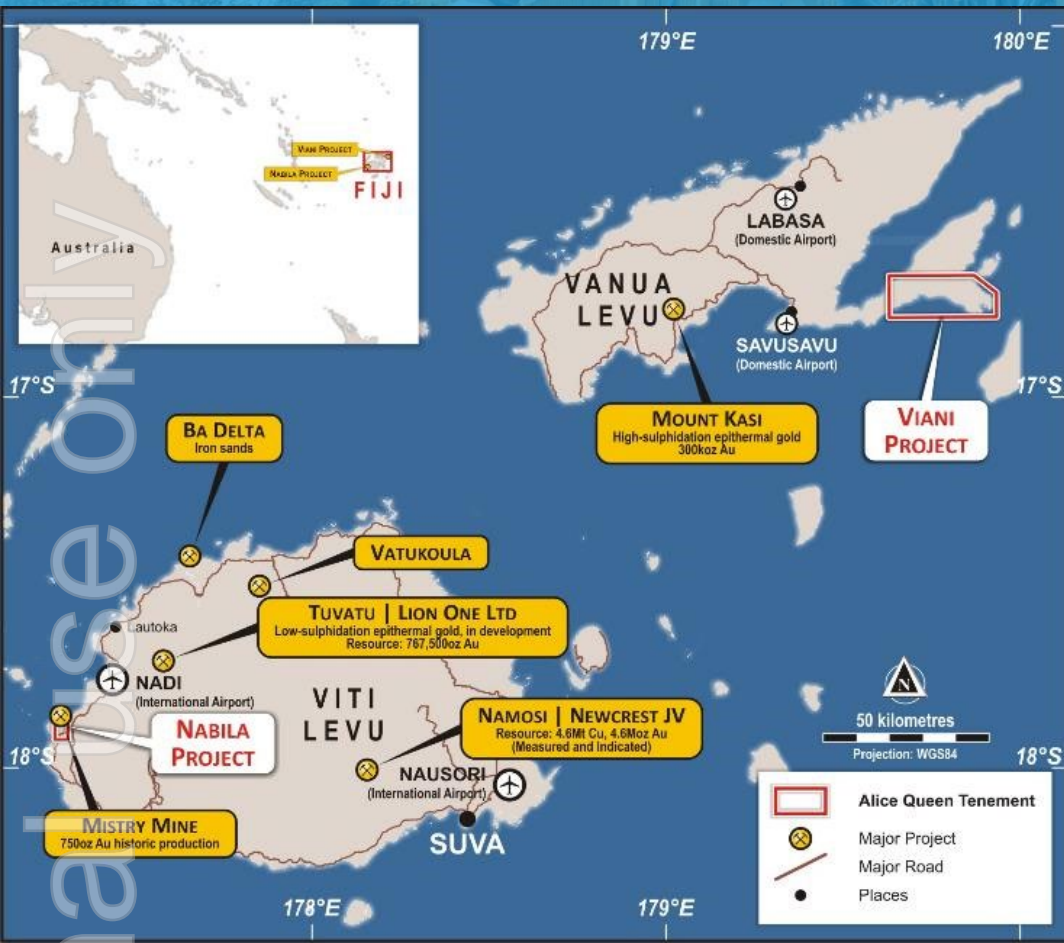 179°E
180°E
VIANI PROJECT
NABILA PROJECT
FIJI
Australia
LABASA
(Domestic Airport)
VANUA
LEVU
SAVUSAVU
(Domestic Airport)
17°S
17°S
MOUNT KASI
High-sulphidation epithermal gold
300koz Au
VIANI
PROJECT
BA DELTA
Iron sands
VATUKOULA
TUVATU | LION ONE LTD
Low-sulphidation epithermal gold, in development
Resource: 767,500oz Au
Lautoka
NADI
(International Airport)
VITI
LEVU
NABILA
PROJECT
NAMOSI | NEWCREST JV
Resource: 4.6Mt Cu, 4.6Moz Au
(Measured and Indicated)
N
50 kilometres
Projection: WGS84
18°S
18°S
NAUSORI
(International Airport)
MISTRY MINE
750oz Au historic production
SUVA
Alice Queen Tenement
Major Project
Major Road
Places
178°E
179°E
nal use only